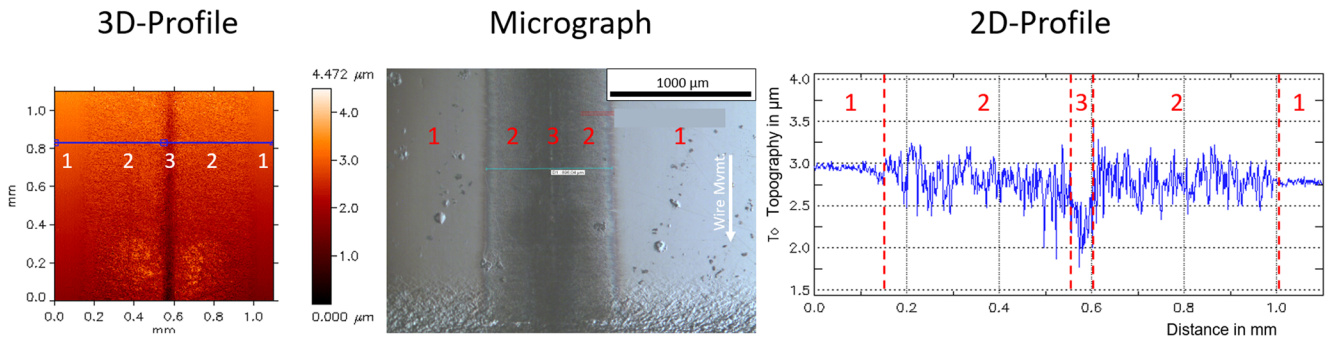 3D-Profile
Micrograph
2D-Profile
4.472 µm
4.0
3.0
2.0
1.0
0.000 µm
1.0
0.8
0.6
0.4
0.2
0.0
mm
1 2 3 2 1
0.0 0.2 0.4 0.6 0.8 1.0
mm
1000 µm
1 2 3 2 1
Wire Mvmt.
To Topography in µm
4.0
3.5
3.0
2.5
2.0
1.5
1 2 3 2 1
0.0 0.2 0.4 0.6 0.8 1.0
Distance in mm